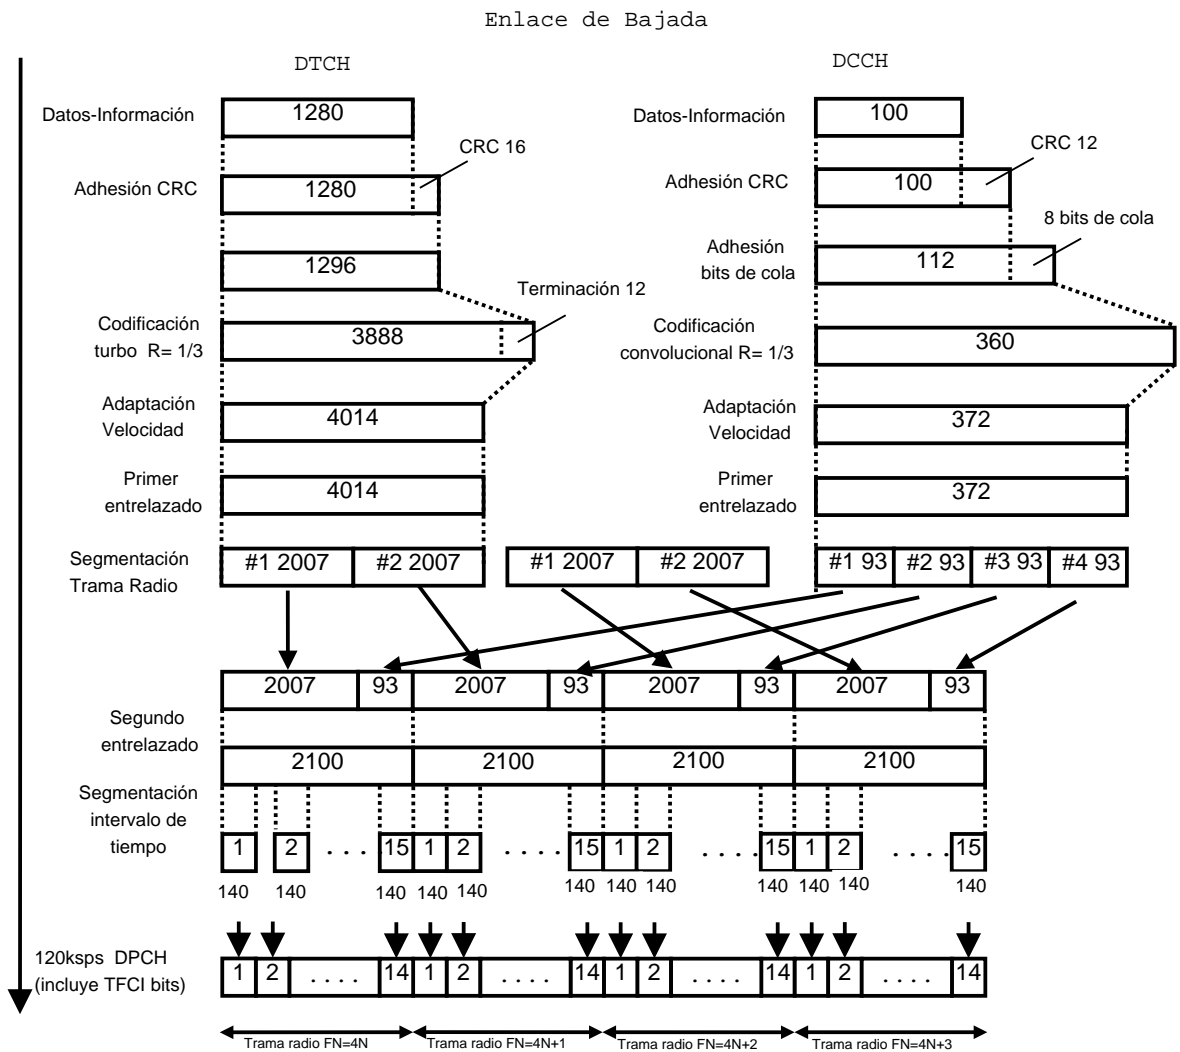 Enlace de Bajada
DTCH
DCCH
Datos-Información
1280
Datos-Información
100
CRC 16
CRC 12
Adhesión CRC
1280
Adhesión CRC
100
8 bits de cola
1296
Adhesión
bits de cola
112
Terminación 12
Codificación
turbo R= 1/3
3888
Codificación
convolucional R= 1/3
360
Adaptación
Velocidad
4014
Adaptación
Velocidad
372
Primer
entrelazado
4014
Primer
entrelazado
372
Segmentación
Trama Radio
#1 2007 #2 2007 #1 2007 #2 2007 #1 93 #2 93 #3 93 #4 93
2007 93 2007 93 2007 93 2007 93
Segundo
entrelazado
2100 2100 2100 2100
Segmentación
intervalo de
tiempo
1 2 . . . . 15 1 2 . . . . . 15 1 2 . . . . . 15 1 2 . . . . . 15
140 140 140 140 140 140 140 140 140 140 140 140
120ksps DPCH
(incluye TFCI bits)
1 2 . . . . 14 1 2 . . . . 14 1 2 . . . . 14 1 2 . . . . 14
Trama radio FN=4N Trama radio FN=4N+1 Trama radio FN=4N+2 Trama radio FN=4N+3